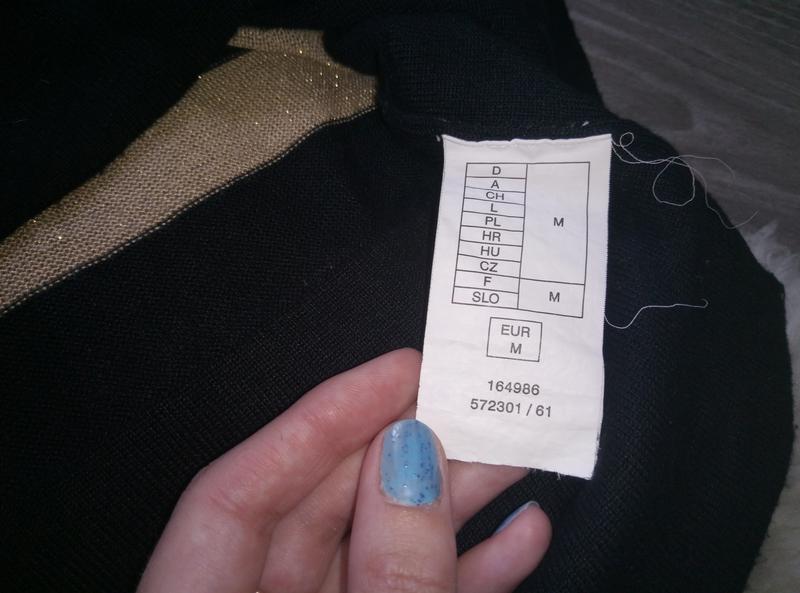 D
A
CH
L
PL
HR
HU
CZ
M
F
SLO
M
EUR
M
164986
572301 / 61